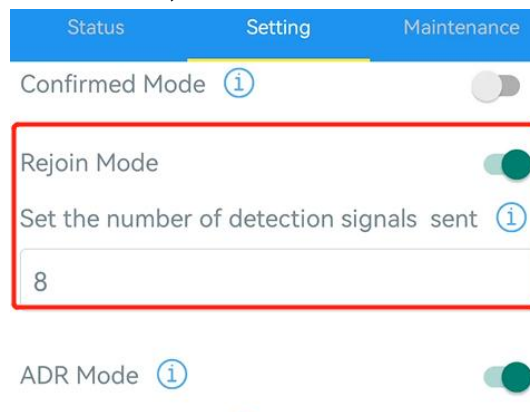 Status Setting Maintenance
Confirmed Mode i
Rejoin Mode
Set the number of detection signals sent i
8
ADR Mode i